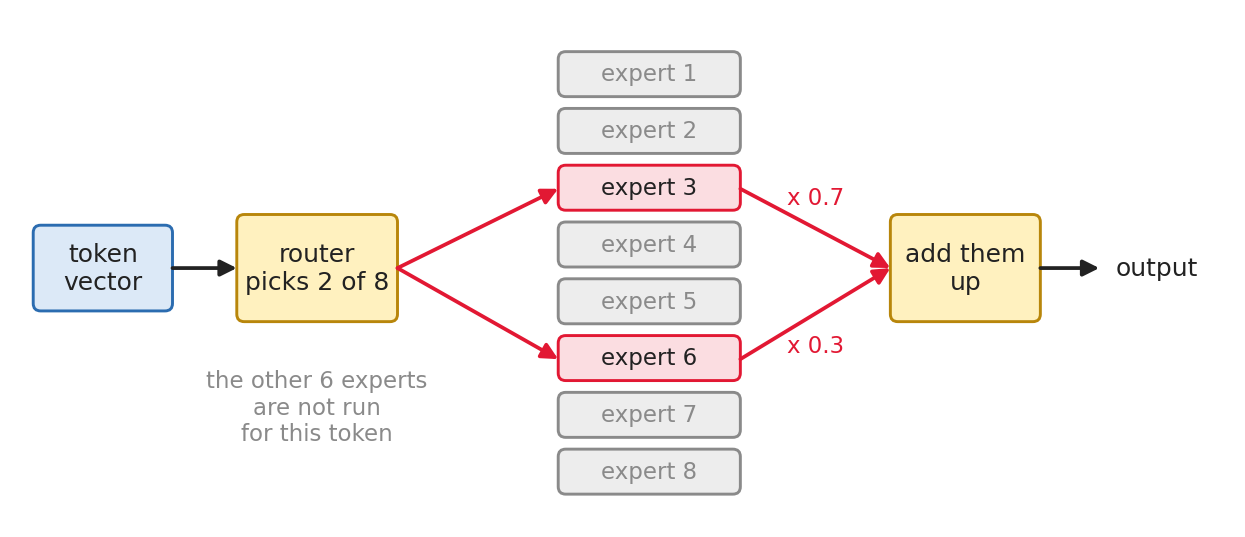 token
vector
router
picks 2 of 8
the other 6 experts
are not run
for this token
expert 1
expert 2
expert 3
expert 4
expert 5
expert 6
expert 7
expert 8
x 0.7
x 0.3
add them
up
output